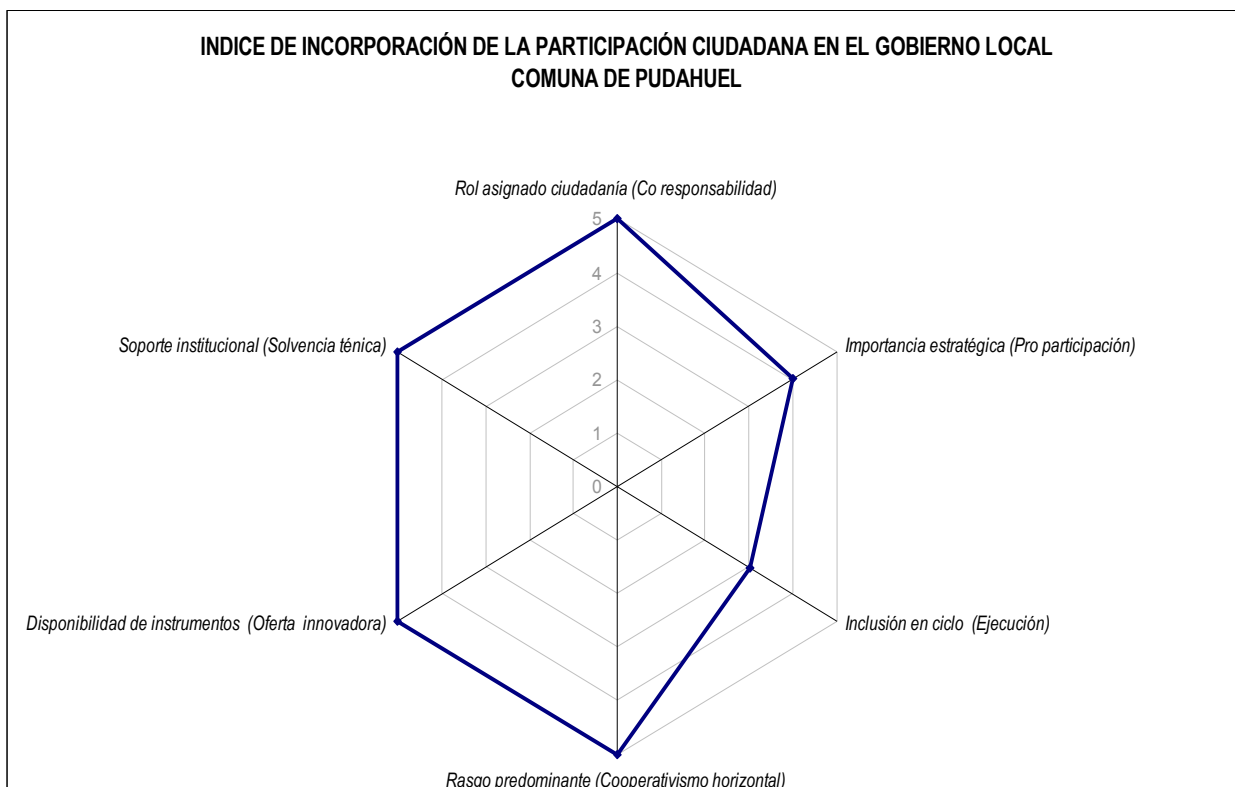 INDICE DE INCORPORACIÓN DE LA PARTICIPACIÓN CIUDADANA EN EL GOBIERNO LOCAL
COMUNA DE PUDAHUEL
Rol asignado ciudadanía (Co responsabilidad)
5
4
3
2
1
0
Soporte institucional (Solvencia ténica)
Importancia estratégica (Pro participación)
Disponibilidad de instrumentos (Oferta innovadora)
Inclusión en ciclo (Ejecución)
Rasgo predominante (Cooperativismo horizontal)